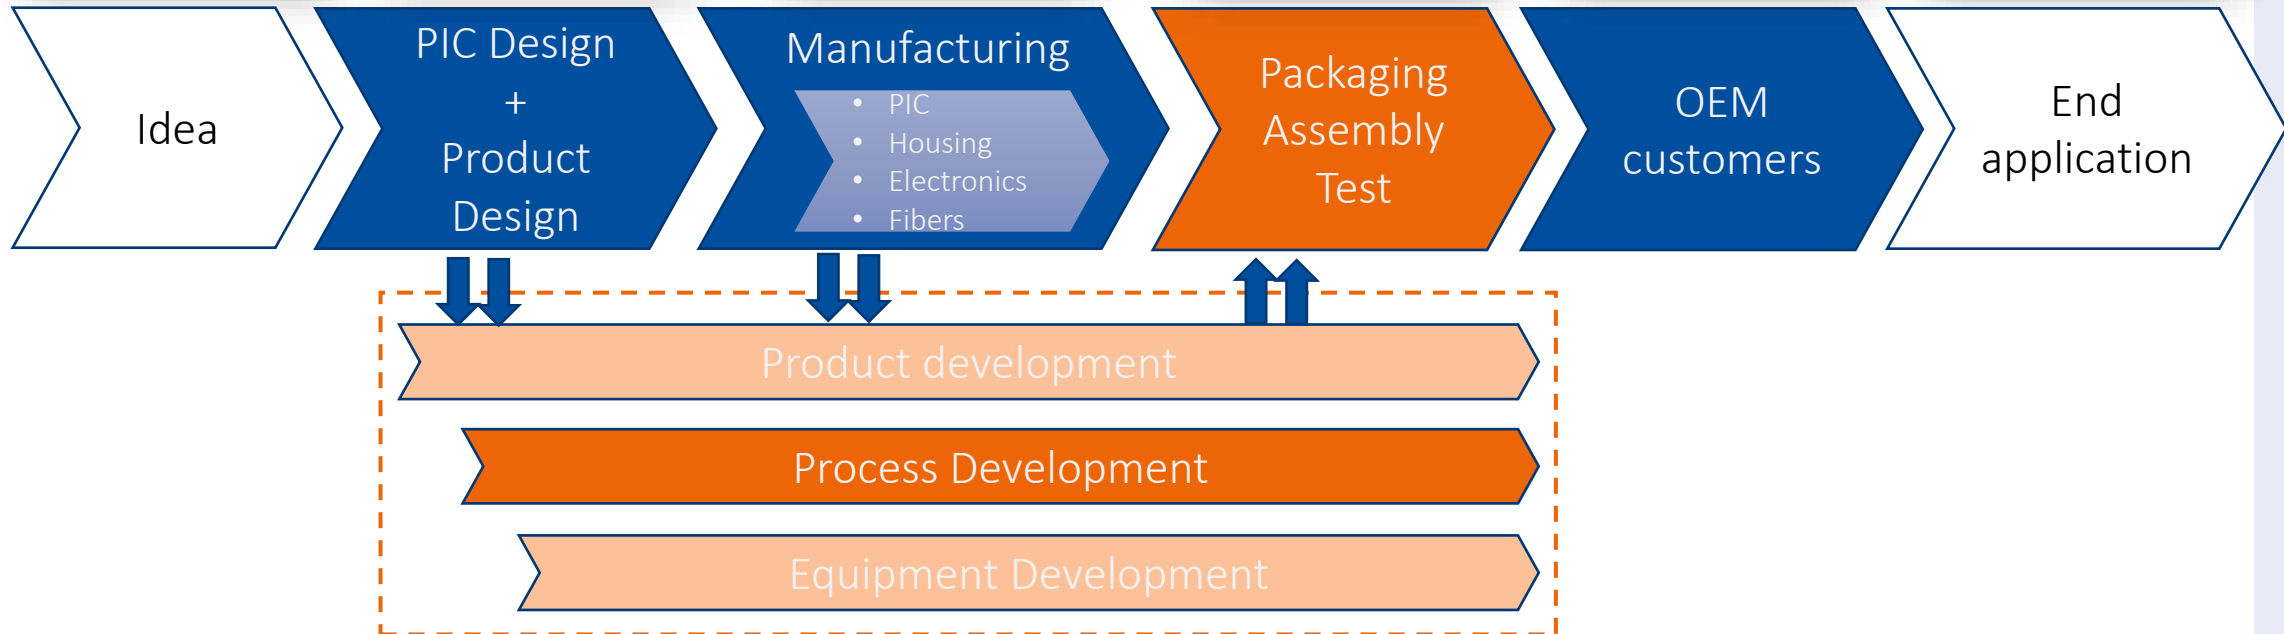 Idea
PIC Design
+
Product
Design
Manufacturing
• PIC
• Housing
• Electronics
• Fibers
Packaging
Assembly
Test
OEM
customers
End
application
Product development
Process Development
Equipment Development